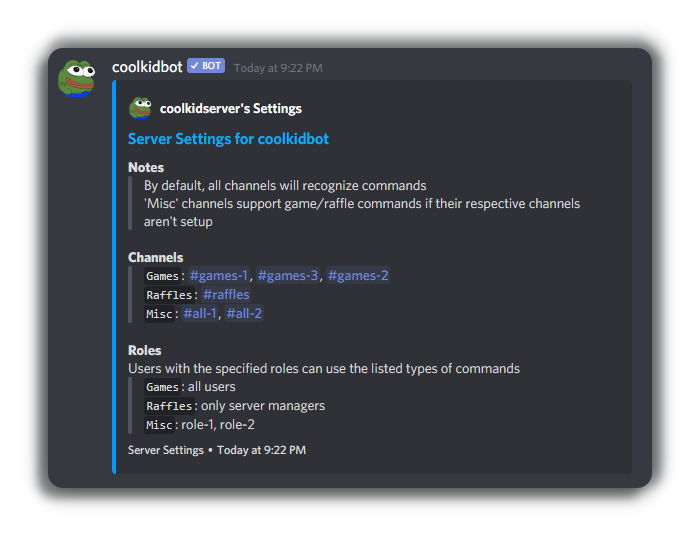 coolkidbot ✔ BOT Today at 9:22 PM
coolkidserver's Settings
Server Settings for coolkidbot
Notes
By default, all channels will recognize commands
'Misc' channels support game/raffle commands if their respective channels
aren't setup
Channels
Games: #games-1, #games-3, #games-2
Raffles: #raffles
Misc: #all-1, #all-2
Roles
Users with the specified roles can use the listed types of commands
Games: all users
Raffles: only server managers
Misc: role-1, role-2
Server Settings • Today at 9:22 PM